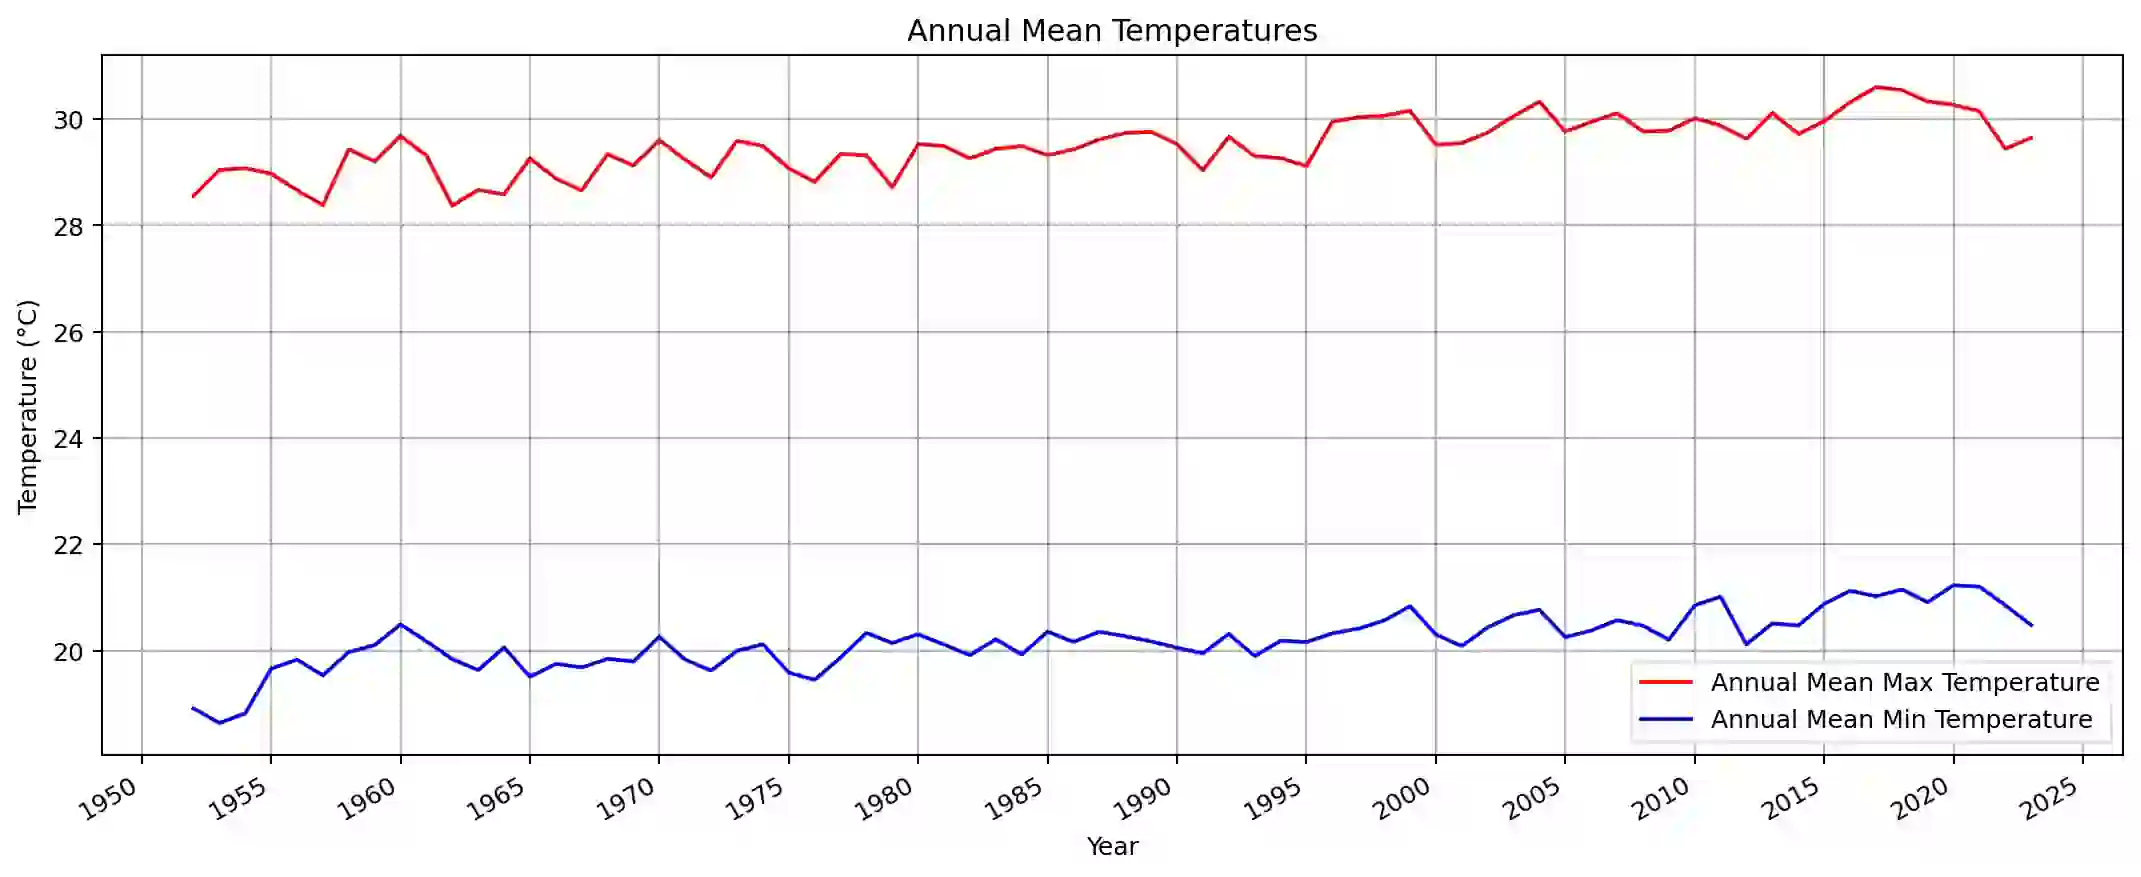 Annual Mean Temperatures
Temperature (°C)
30
28
26
24
22
20
Annual Mean Max Temperature
Annual Mean Min Temperature
1950 1955 1960 1965 1970 1975 1980 1985 1990 1995 2000 2005 2010 2015 2020 2025
Year